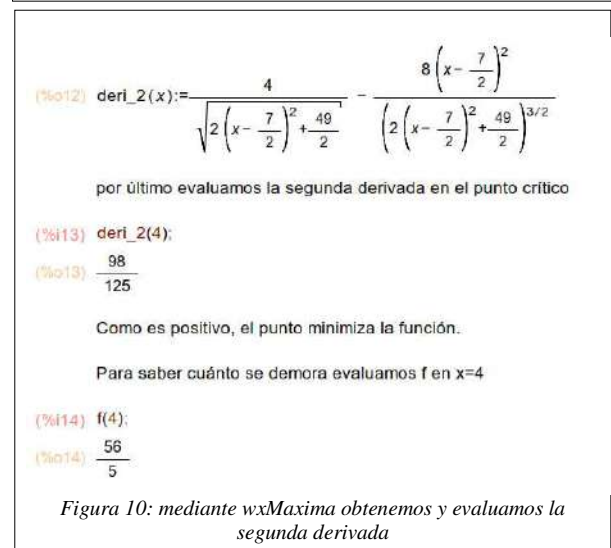 (%o12) deri_2(x):=4/√(2(x-7/2)^2+49/2) - 8(x-7/2)^2/(2(x-7/2)^2+49/2)^(3/2)
por último evaluamos la segunda derivada en el punto crítico
(%i13) deri_2(4);
(%o13) 98/125
Como es positivo, el punto minimiza la función.
Para saber cuánto se demora evaluamos f en x=4
(%i14) f(4);
(%o14) 56/5
Figura 10: mediante wxMaxima obtenemos y evaluamos la
segunda derivada